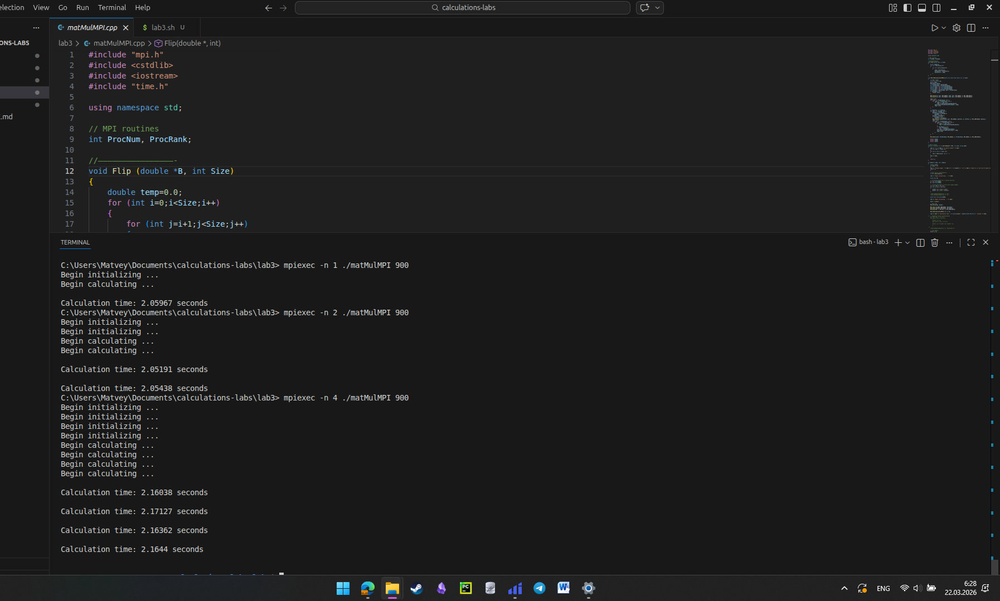 election View Go Run Terminal Help
calculations-labs
matMulMPI.cpp
$ lab3.sh U
ONS-LABS
lab3 > matMulMPI.cpp > Flip(double *, int)
1 #include "mpi.h"
2 #include <cstdlib>
3 #include <iostream>
4 #include "time.h"
5
6 using namespace std;
7
8 // MPI routines
9 int ProcNum, ProcRank;
10
11 //————————————————-
12 void Flip (double *B, int Size)
13 {
14 double temp=0.0;
15 for (int i=0;i<Size;i++)
16 {
17 for (int j=i+1;j<Size;j++)
.md
TERMINAL
bash - lab3
C:\Users\Matvey\Documents\calculations-labs\lab3> mpiexec -n 1 ./matMulMPI 900
Begin initializing ...
Begin calculating ...
Calculation time: 2.05967 seconds
C:\Users\Matvey\Documents\calculations-labs\lab3> mpiexec -n 2 ./matMulMPI 900
Begin initializing ...
Begin initializing ...
Begin calculating ...
Begin calculating ...
Calculation time: 2.05191 seconds
Calculation time: 2.05438 seconds
C:\Users\Matvey\Documents\calculations-labs\lab3> mpiexec -n 4 ./matMulMPI 900
Begin initializing ...
Begin initializing ...
Begin initializing ...
Begin initializing ...
Begin calculating ...
Begin calculating ...
Begin calculating ...
Begin calculating ...
Calculation time: 2.16038 seconds
Calculation time: 2.17127 seconds
Calculation time: 2.16362 seconds
Calculation time: 2.1644 seconds
PC
W
ENG
6:28
22.03.2026